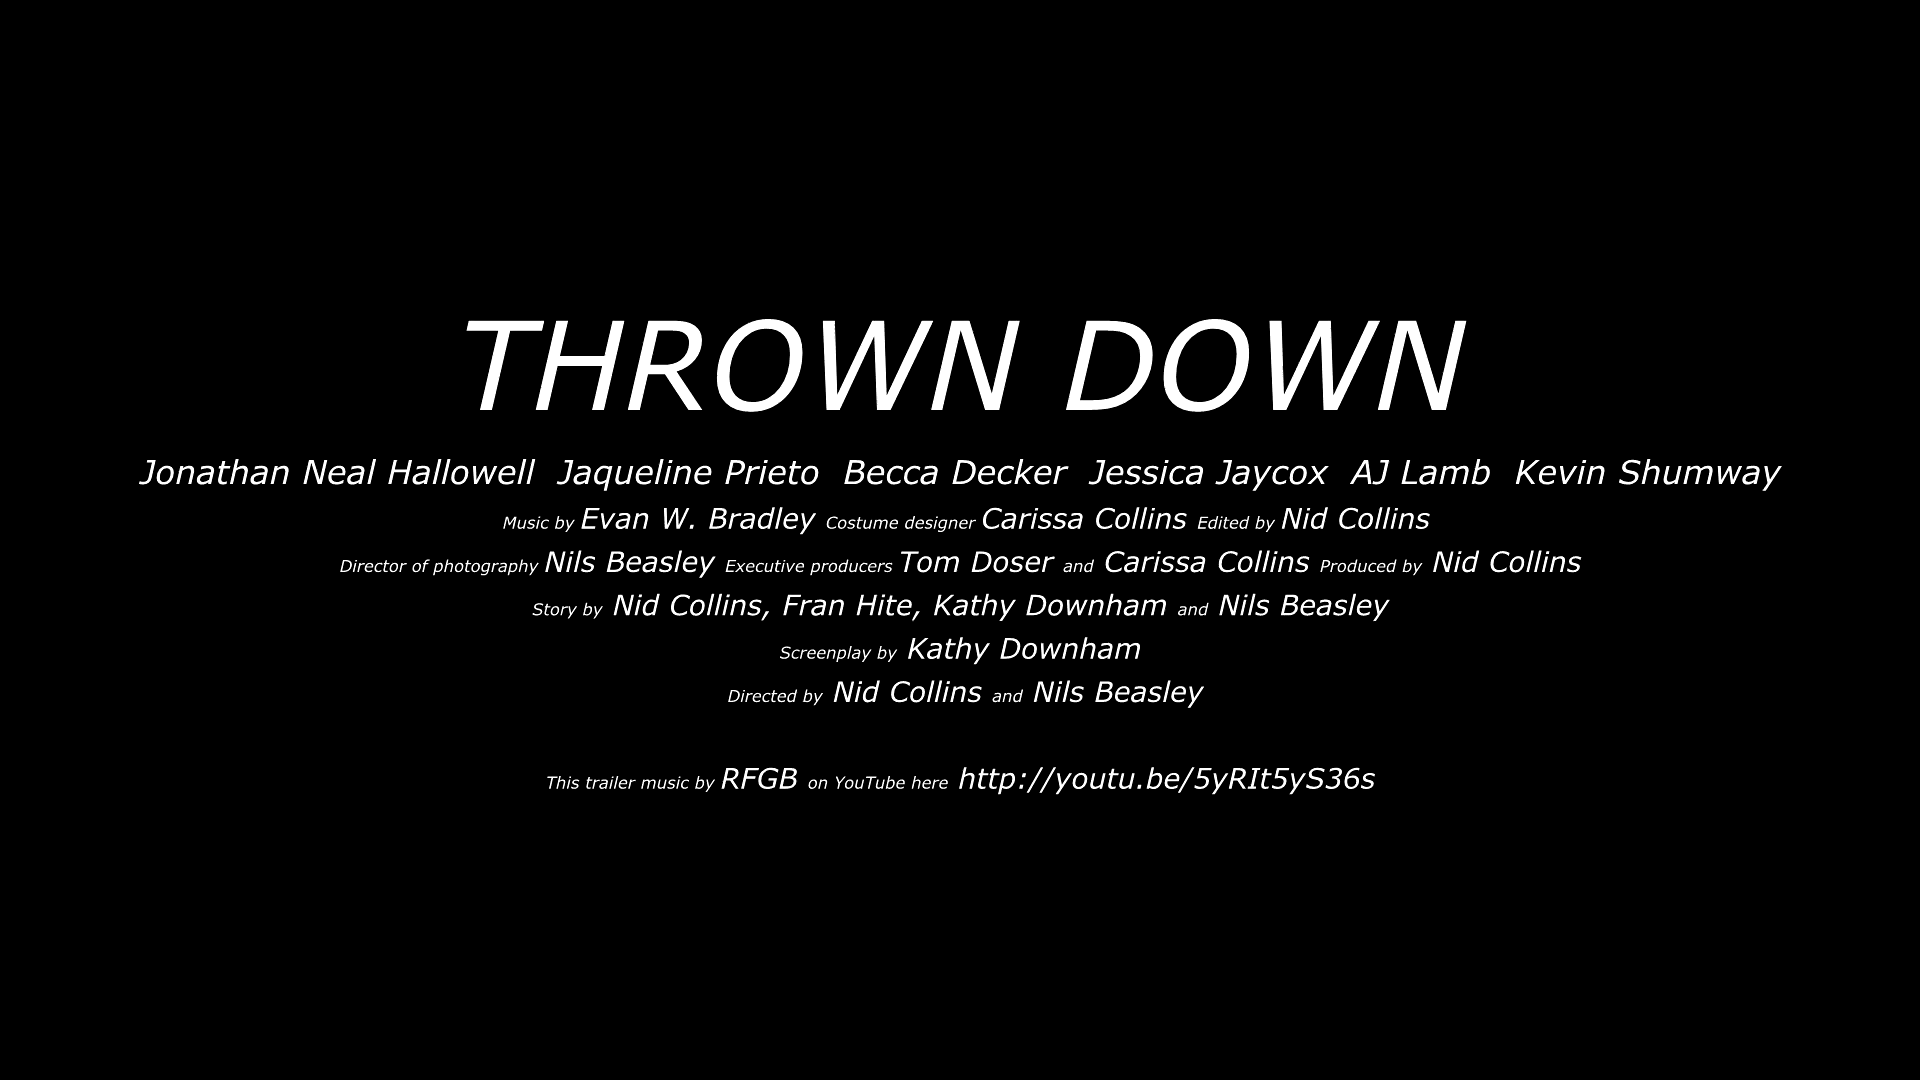 THROWN DOWN
Jonathan Neal Hallowell  Jaqueline Prieto  Becca Decker  Jessica Jaycox  AJ Lamb  Kevin Shumway
Music by Evan W. Bradley Costume designer Carissa Collins Edited by Nid Collins
Director of photography Nils Beasley Executive producers Tom Doser and Carissa Collins Produced by Nid Collins
Story by Nid Collins, Fran Hite, Kathy Downham and Nils Beasley
Screenplay by Kathy Downham
Directed by Nid Collins and Nils Beasley
This trailer music by RFGB on YouTube here http://youtu.be/5yRIt5yS36s